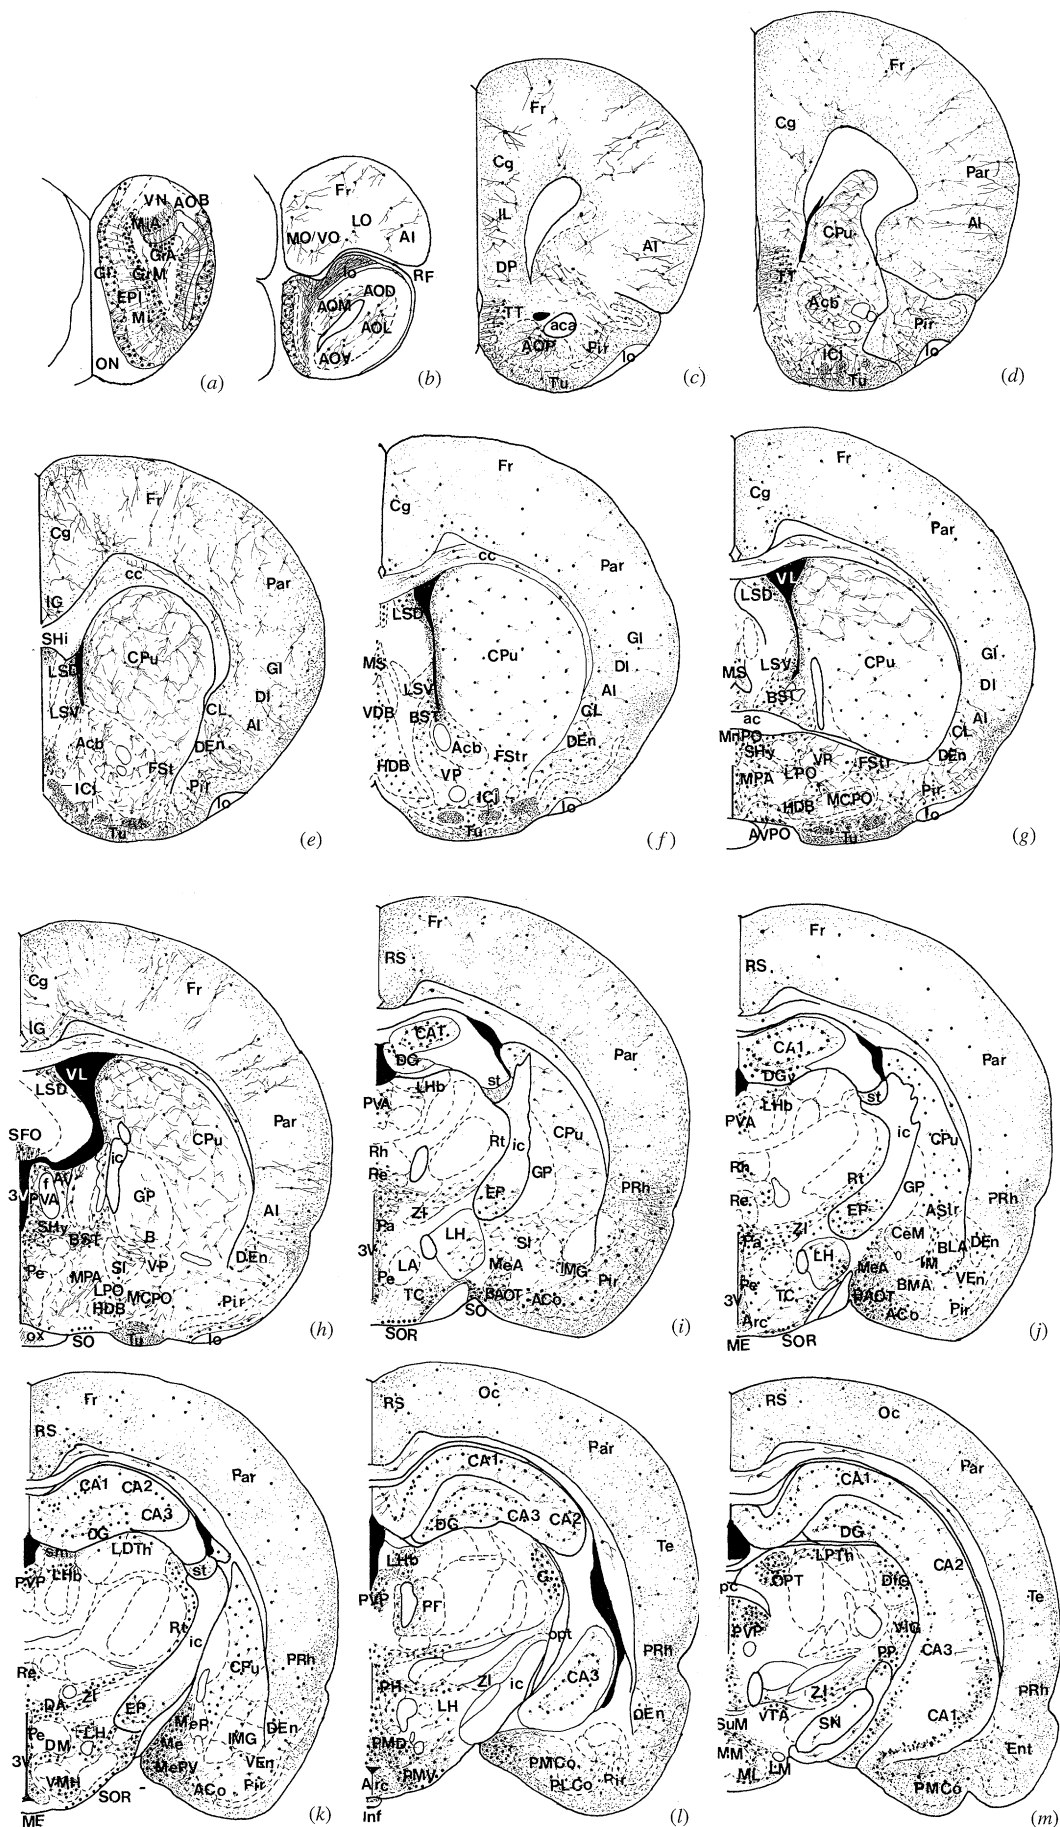 VN AOB
MiA
GrA
Gl GrM
EPl
Mi
ON
(a)
Fr
LO
MO/VO AI
lo RF
AOD
AOM
AOL
AOV
(b)
Fr
Cg
IL
AI
DP
TT
aca
AOP Pir
lo
Tu
(c)
Fr
Cg
Par
AI
CPu
TT
Acb
Pir
ICj lo
Tu
(d)
Fr
Cg
cc
Par
IG
SHi
CPu
LSD
GI
DI
LSV CL
AI
Acb DEn
FSt
ICj Pir
lo
Tu
(e)
Fr
Cg
cc
Par
LSD
GI
CPu
MS DI
LSV AI
VDB BST CL
Acb DEn
FStr
HDB VP
ICj
lo
Tu
(f)
Fr
Cg
Par
VL
LSD
GI
CPu
MS LSV
DI
BST
ac AI
MnPO CL
SHy VP FStr DEn
MPA LPO
Pir
HDB MCPO
lo
AVPO Tu
(g)
Cg Fr
IG
VL
LSD
Par
SFO CPu
ic
f AV
3V PVA GP
AI
SHy
BST B
DEn
Pe SI VP
MPA
LPO MCPO
HDB Pir
ox SO Tu lo
(h)
Fr
RS
CA1
Par
DG
LHb st
PVA
Rt ic CPu
Rh
Re GP
EP PRh
ZI
Pa
3V LH SI
LA MeA IMG
Pe Pir
TC BAOT ACo
SO
SOR
(i)
Fr
RS
CA1
Par
DG
LHb st
PVA
ic CPu
Rh
Rt
GP
Re PRh
EP AStr
ZI
Pa CeM
LH BLA DEn
MeA IM
Pe VEn
BMA
TC
3V BAOT Pir
Arc ACo
SOR
ME
(j)
Fr
RS
Par
CA1 CA2
CA3
DG
sm LDTh
LHb st
PVP
Rt
ic
PRh
Re CPu
ZI
DA EP
MeP
Pe LH IMG DEn
DM Me
3V VEn
MePV
VMH Pir
ACo
SOR
ME
(k)
Oc
RS
Par
CA1
CA3 CA2
DG
Te
LHb
G
PVP
PF
opt
PRh
ZI CA3
PH ic
LH
DEn
PMD
PMCo
Arc PMV PLCo Pir
Inf
(l)
RS
Oc
Par
CA1
DG
LPTh CA2
OPT DlG
pc
Te
VlG
PVP
PP CA3
ZI
PRh
VTA
SuM SN CA1
Ent
MM
ML LM
PMCo
(m)